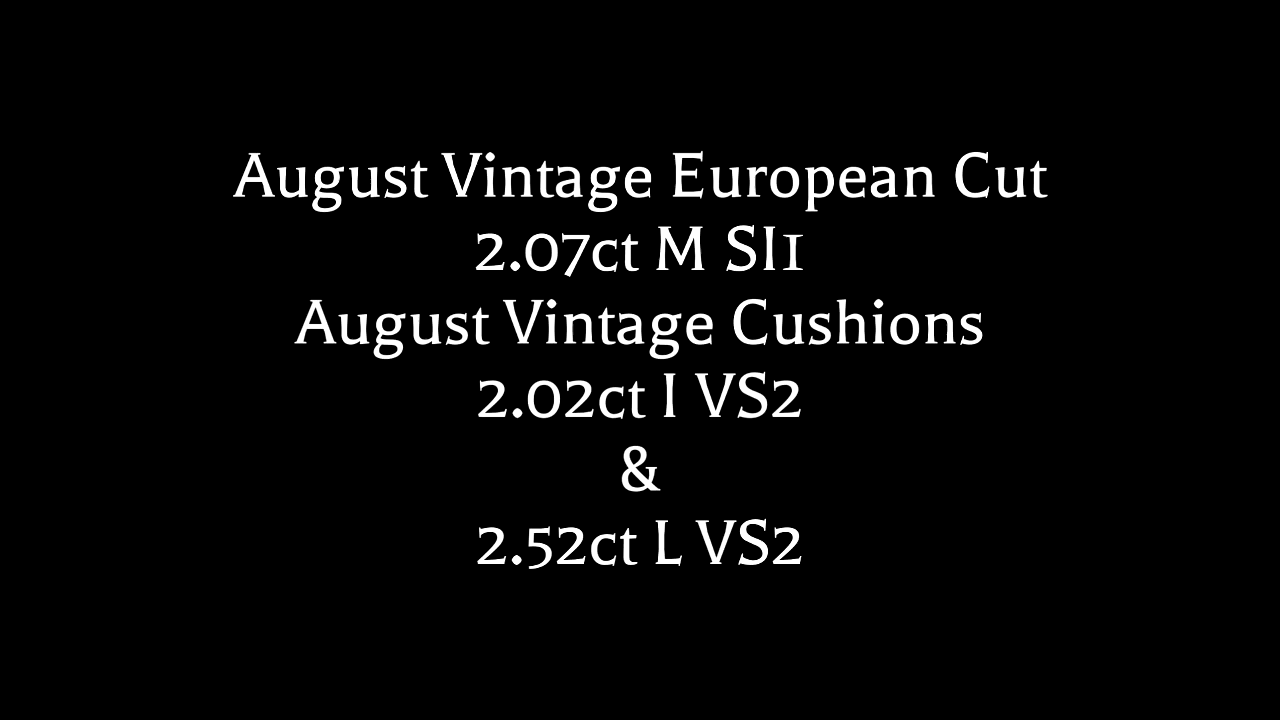 August Vintage European Cut
2.07ct M SI1
August Vintage Cushions
2.02ct I VS2
&
2.52ct L VS2